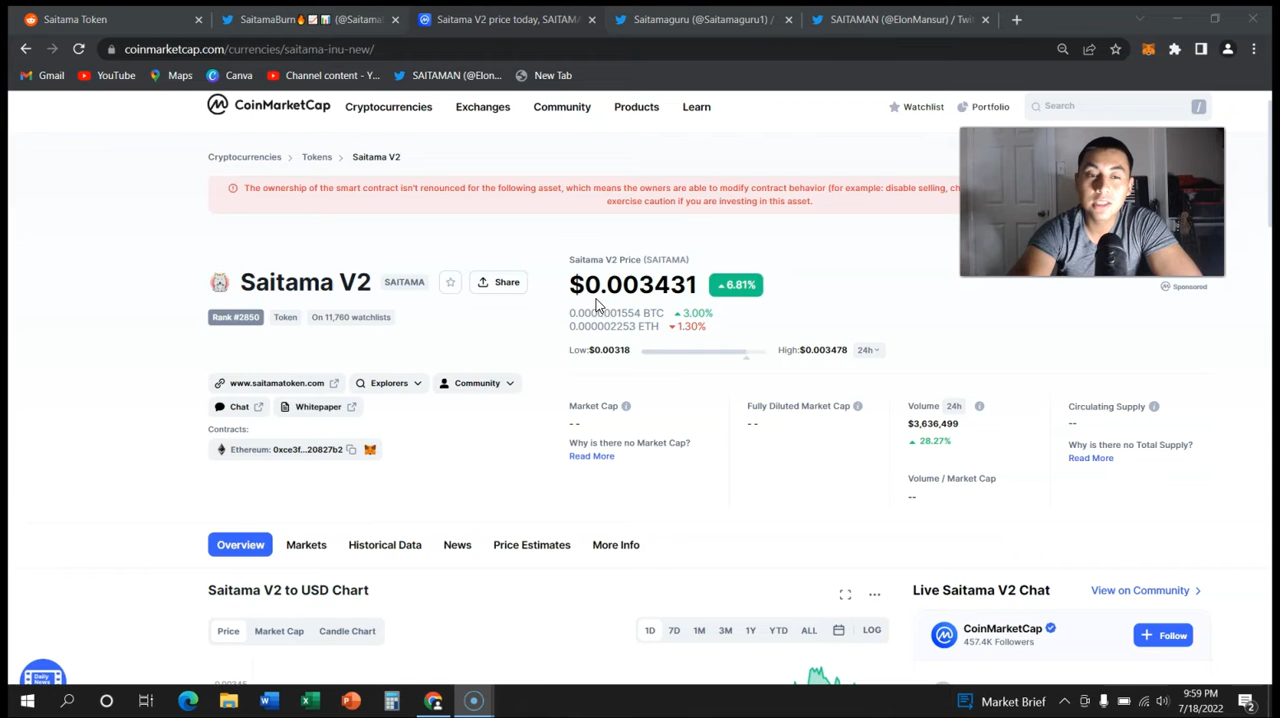 Saitama Token
SaitamaBurn🔥📈📊 (@Saitama
Saitama V2 price today, SAITAMA
Saitamaguru (@Saitamaguru1) /
SAITAMAN (@ElonMansur) / Twit
coinmarketcap.com/currencies/saitama-inu-new/
Gmail YouTube Maps Canva Channel content - Y... SAITAMAN (@Elon... New Tab
CoinMarketCap Cryptocurrencies Exchanges Community Products Learn Watchlist Portfolio Search /
Cryptocurrencies > Tokens > Saitama V2
The ownership of the smart contract isn't renounced for the following asset, which means the owners are able to modify contract behavior (for example: disable selling, ch
exercise caution if you are investing in this asset.
Saitama V2 Price (SAITAMA)
Saitama V2 SAITAMA Share
$0.003431 6.81%
Sponsored
Rank #2850 Token On 11,760 watchlists
BTC 3.00%
0.000002253 ETH 1.30%
Low:$0.00318 High:$0.003478 24h
www.saitamatoken.com Explorers Community
Chat Whitepaper
Contracts:
Ethereum: 0xce3f...20827b2
Market Cap
- -
Why is there no Market Cap?
Read More
Fully Diluted Market Cap
- -
Volume 24h
$3,636,499
28.27%
Volume / Market Cap
--
Circulating Supply
--
Why is there no Total Supply?
Read More
Overview Markets Historical Data News Price Estimates More Info
Saitama V2 to USD Chart
Price Market Cap Candle Chart
1D 7D 1M 3M 1Y YTD ALL LOG
Live Saitama V2 Chat View on Community >
CoinMarketCap
457.4K Followers
+ Follow
Daily
News
Market Brief
9:59 PM
7/18/2022
2